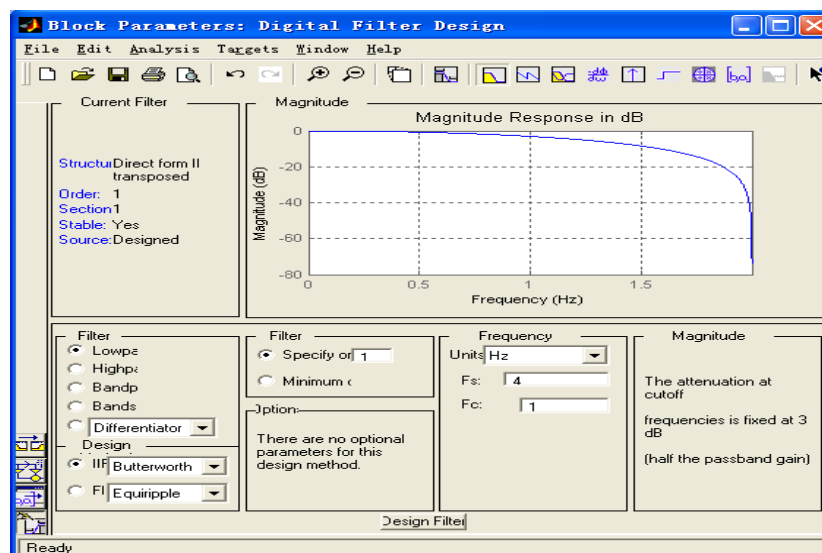 Block Parameters: Digital Filter Design
File Edit Analysis Targets Window Help
Current Filter
Structui Direct form II
transposed
Order: 1
Section 1
Stable: Yes
Source: Designed
Magnitude
Magnitude Response in dB
Magnitude (dB)
0
-20
-40
-60
-80
0 0.5 1 1.5
Frequency (Hz)
Filter
Lowpa
Highpa
Bandp
Bands
Differentiator
Design
IIF Butterworth
FI Equiripple
Filter
Specify or 1
Minimum
Option:
There are no optional
parameters for this
design method.
Frequency
Units Hz
Fs: 4
Fc: 1
Magnitude
The attenuation at
cutoff
frequencies is fixed at 3
dB
(half the passband gain)
Design Filter
Ready